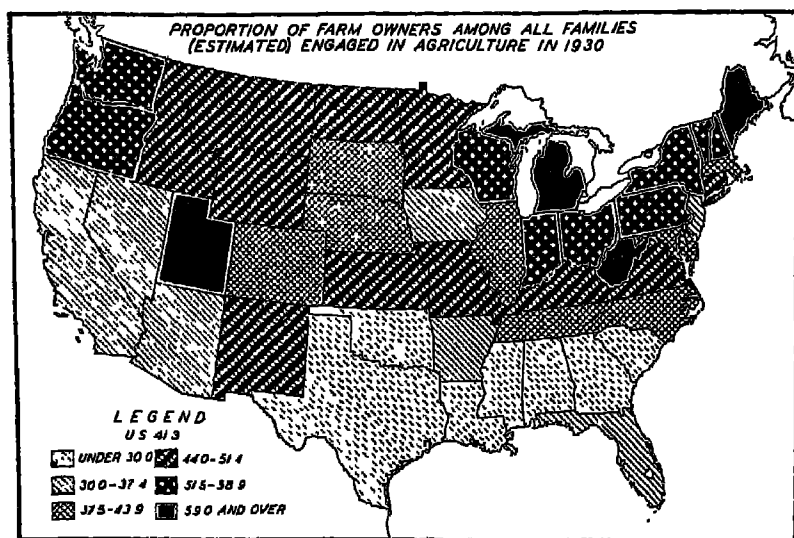 PROPORTION OF FARM OWNERS AMONG ALL FAMILIES
(ESTIMATED) ENGAGED IN AGRICULTURE IN 1930
LEGEND
US 41 3
UNDER 30 0
44 0-51 4
30 0-37 4
51 5-58 9
37 5-43 9
59 0 AND OVER